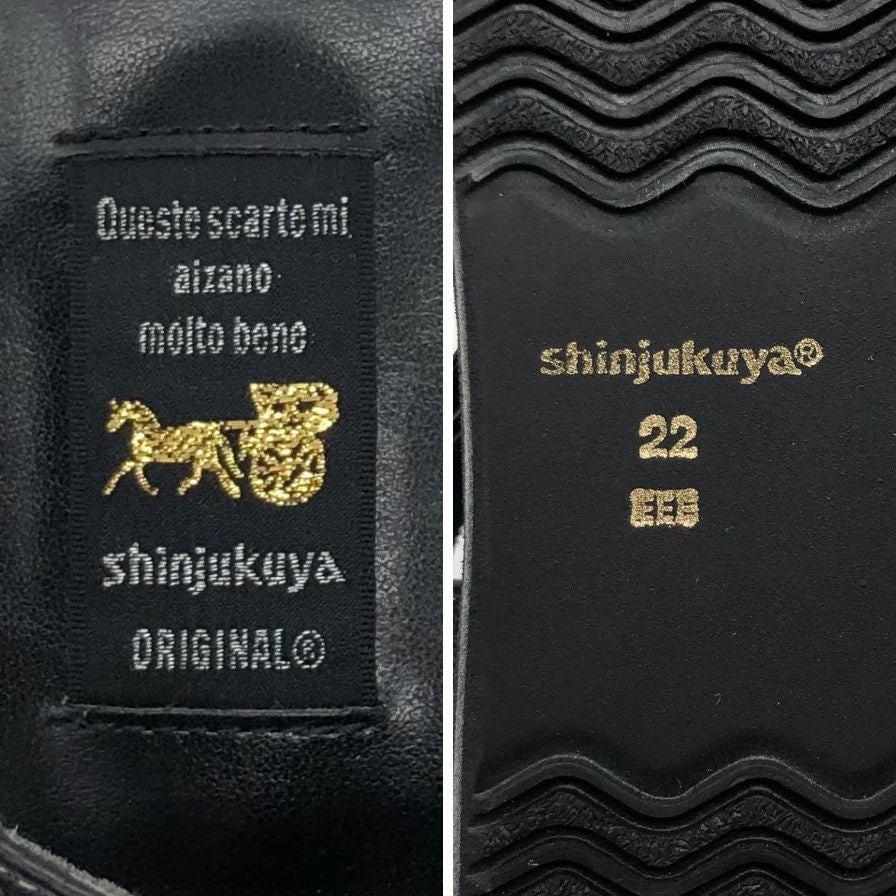 Queste scarte mi
aizano
molto bene
shinjukuya
ORIGINAL®
shinjukuya®
22
EEE